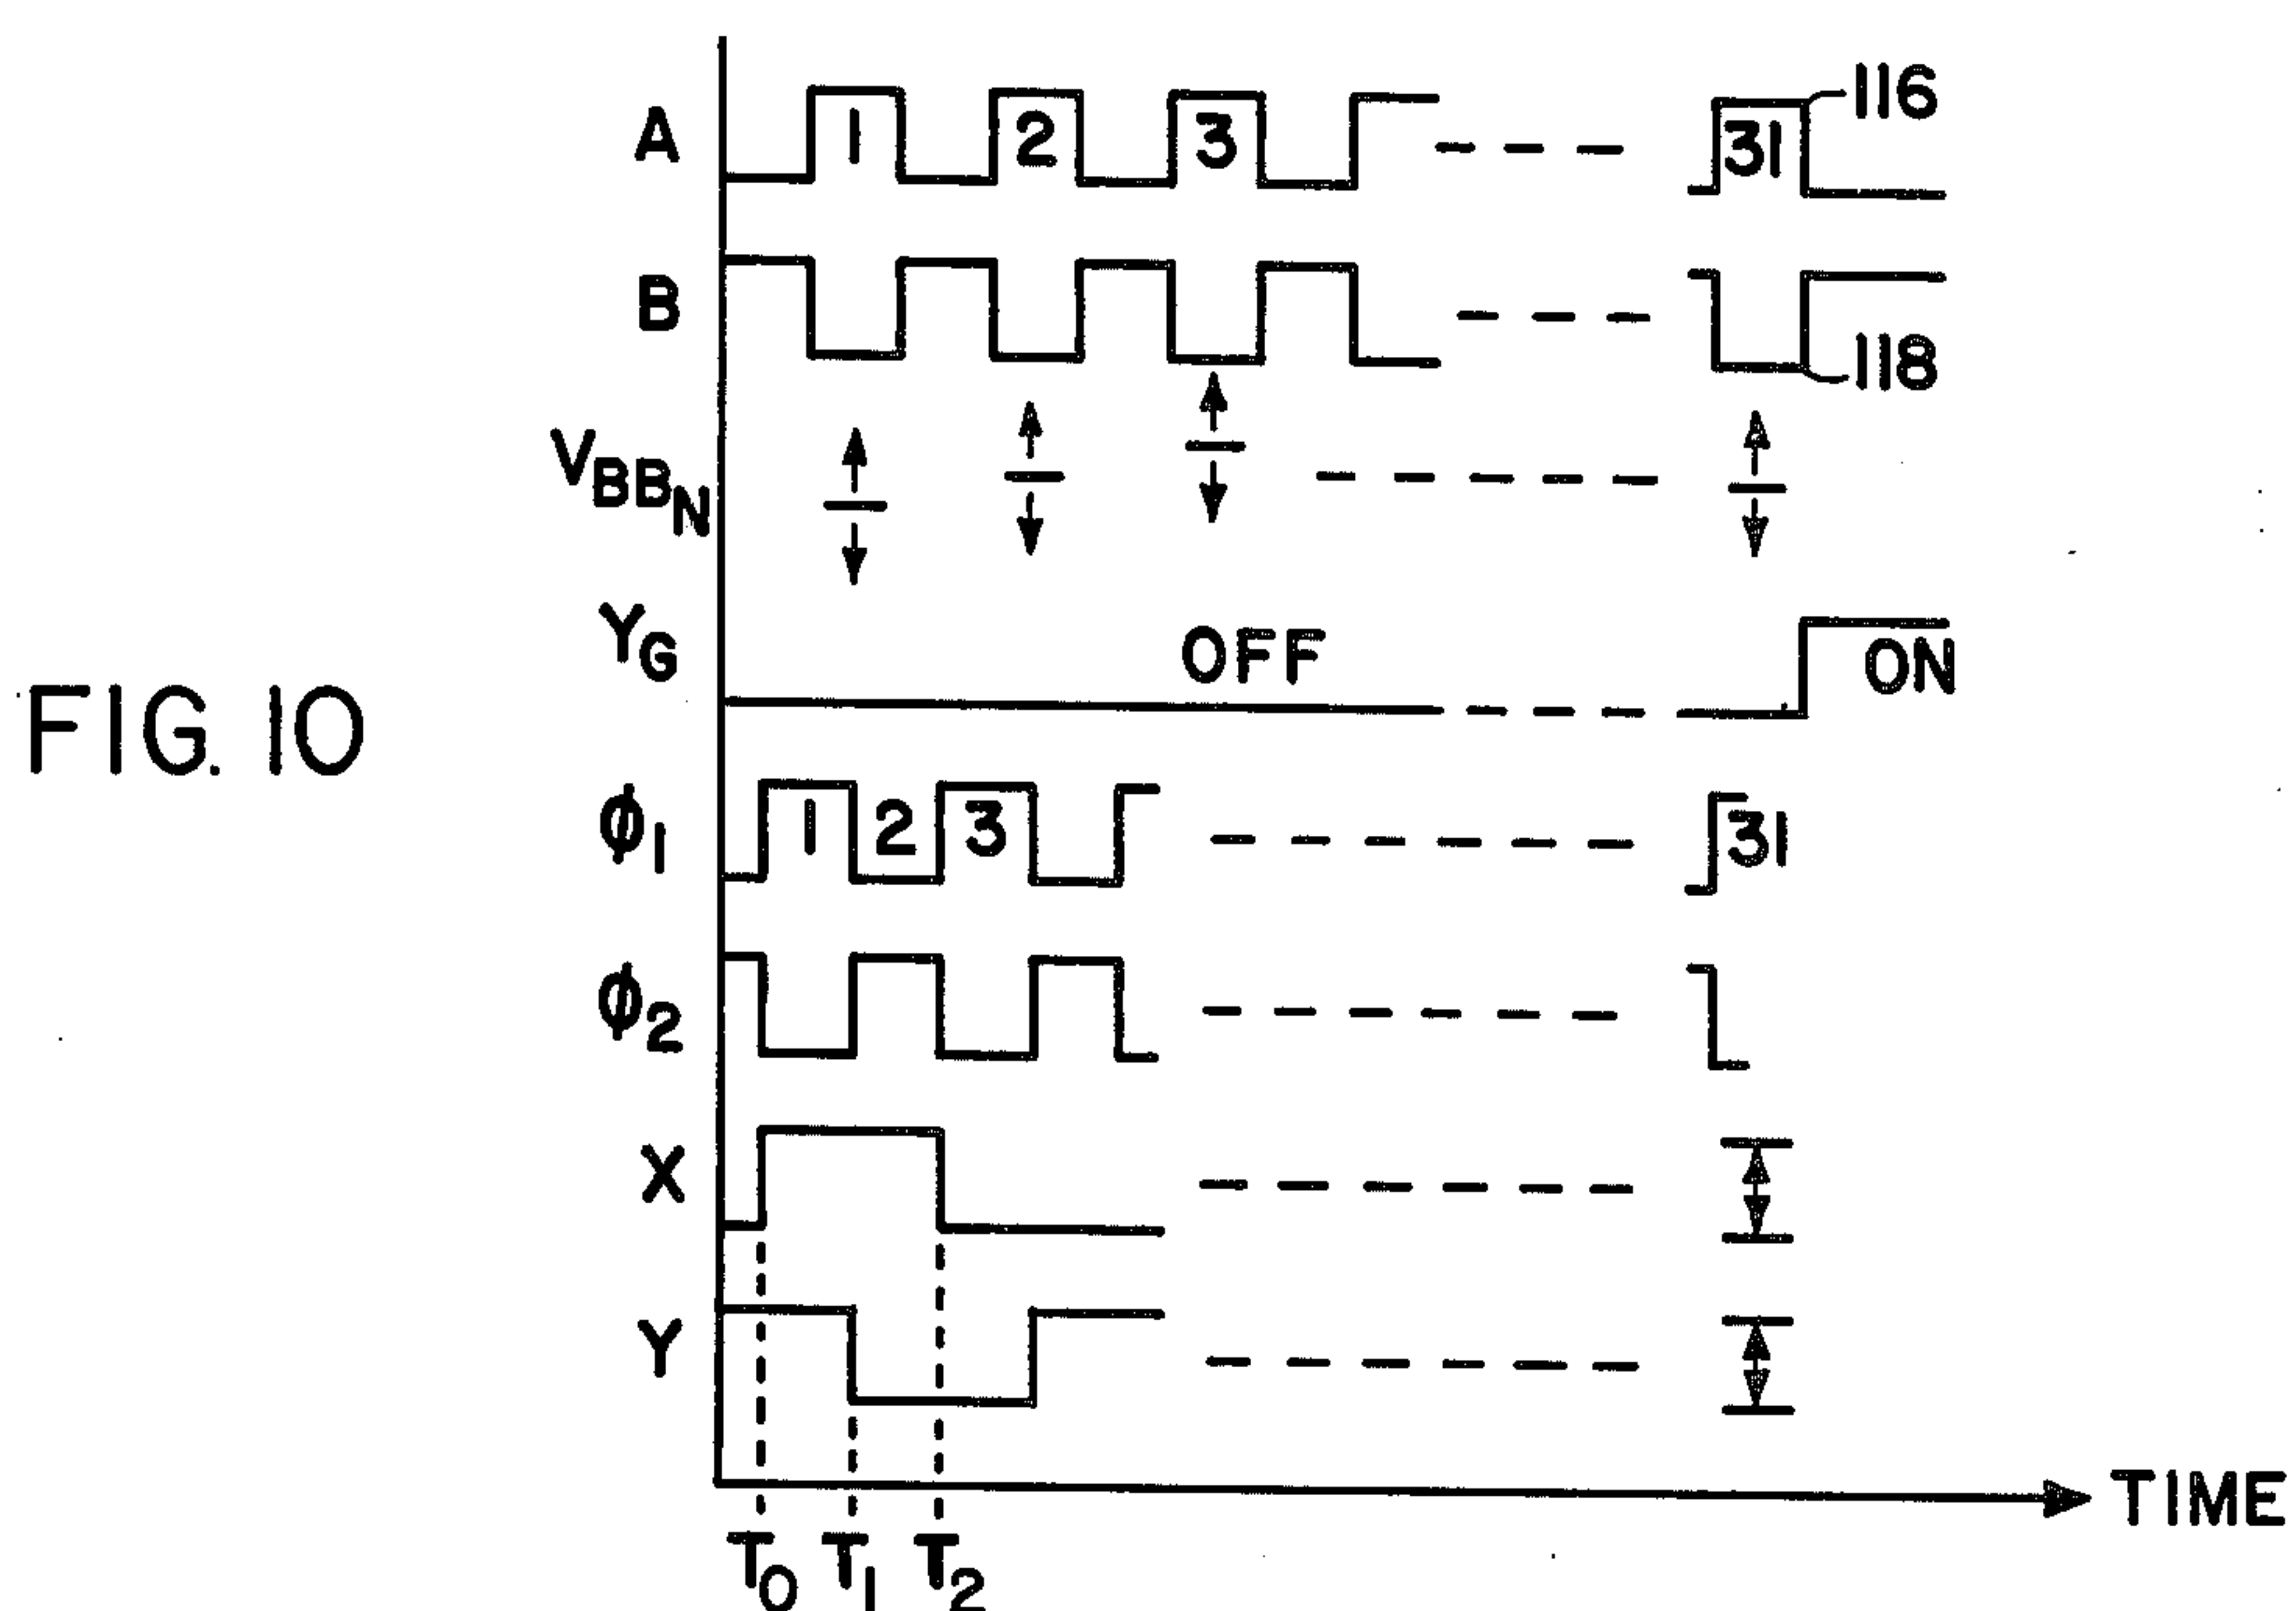 A 1 2 3 31 116
B 118
VBBN
YG OFF ON
FIG. 10
ϕ1 1 2 3 31
ϕ2
X
Y
TIME
T0 T1 T2